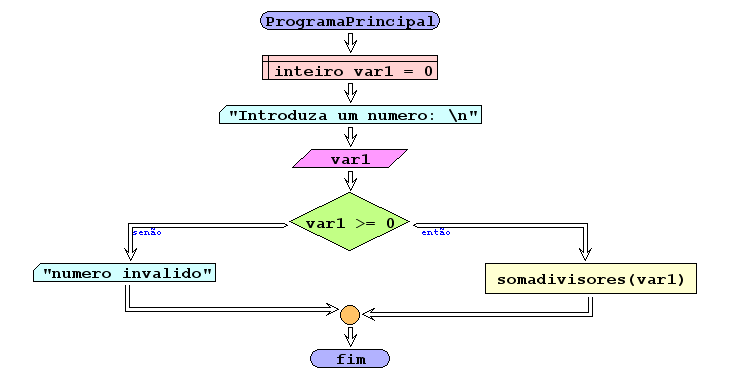 ProgramaPrincipal
inteiro var1 = 0
"Introduza um numero: \n"
var1
var1 >= 0
senão
então
"numero invalido"
somadivisores(var1)
fim